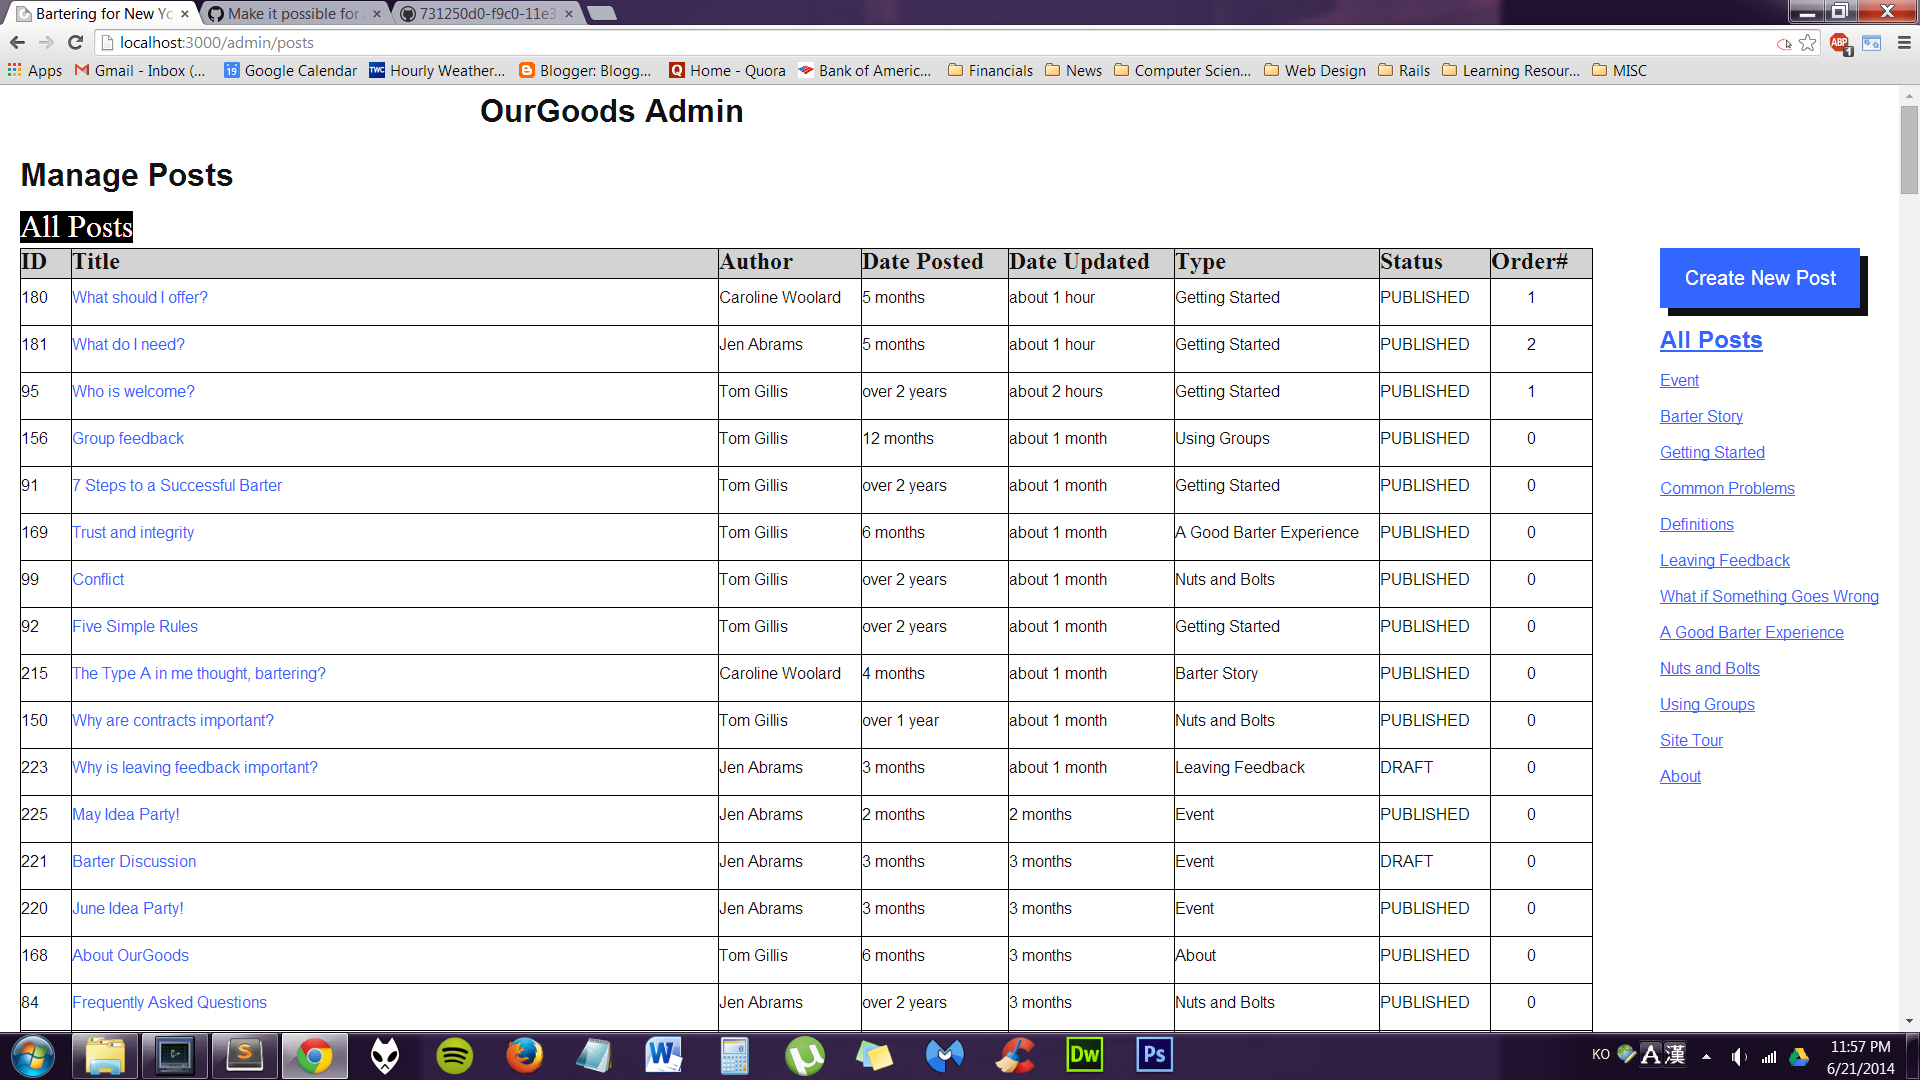 Bartering for New Yo
Make it possible for
731250d0-f9c0-11e3
localhost:3000/admin/posts
ABP 1
Apps
Gmail - Inbox (...
19 Google Calendar
TWC Hourly Weather...
Blogger: Blogg...
Q Home - Quora
Bank of Americ...
Financials
News
Computer Scien...
Web Design
Rails
Learning Resour...
MISC
OurGoods Admin
Manage Posts
All Posts
ID Title Author Date Posted Date Updated Type Status Order#
180 What should I offer? Caroline Woolard 5 months about 1 hour Getting Started PUBLISHED 1
181 What do I need? Jen Abrams 5 months about 1 hour Getting Started PUBLISHED 2
95 Who is welcome? Tom Gillis over 2 years about 2 hours Getting Started PUBLISHED 1
156 Group feedback Tom Gillis 12 months about 1 month Using Groups PUBLISHED 0
91 7 Steps to a Successful Barter Tom Gillis over 2 years about 1 month Getting Started PUBLISHED 0
169 Trust and integrity Tom Gillis 6 months about 1 month A Good Barter Experience PUBLISHED 0
99 Conflict Tom Gillis over 2 years about 1 month Nuts and Bolts PUBLISHED 0
92 Five Simple Rules Tom Gillis over 2 years about 1 month Getting Started PUBLISHED 0
215 The Type A in me thought, bartering? Caroline Woolard 4 months about 1 month Barter Story PUBLISHED 0
150 Why are contracts important? Tom Gillis over 1 year about 1 month Nuts and Bolts PUBLISHED 0
223 Why is leaving feedback important? Jen Abrams 3 months about 1 month Leaving Feedback DRAFT 0
225 May Idea Party! Jen Abrams 2 months 2 months Event PUBLISHED 0
221 Barter Discussion Jen Abrams 3 months 3 months Event DRAFT 0
220 June Idea Party! Jen Abrams 3 months 3 months Event PUBLISHED 0
168 About OurGoods Tom Gillis 6 months 3 months About PUBLISHED 0
84 Frequently Asked Questions Jen Abrams over 2 years 3 months Nuts and Bolts PUBLISHED 0
Create New Post
All Posts
Event
Barter Story
Getting Started
Common Problems
Definitions
Leaving Feedback
What if Something Goes Wrong
A Good Barter Experience
Nuts and Bolts
Using Groups
Site Tour
About
Dw
Ps
KO A 漢
11:57 PM
6/21/2014